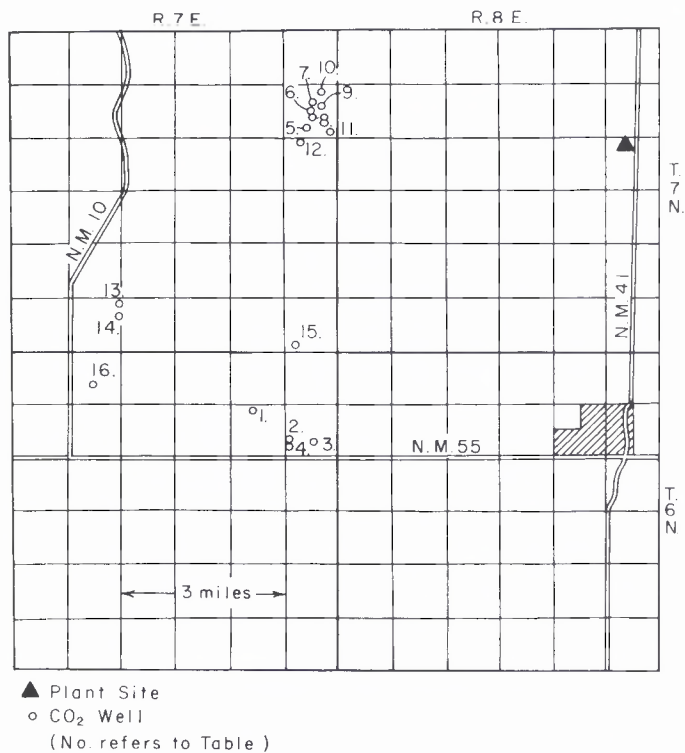 R. 7 E. R. 8 E.
10.
7.
6. 9.
8
5. 11.
12.
T.
7
N.
N.M. 10
13.
14.
N.M. 41
15.
16.
1.
2.
4. 3. N.M. 55
T.
6
N.
3 miles
Plant Site
CO₂ Well
(No. refers to Table)